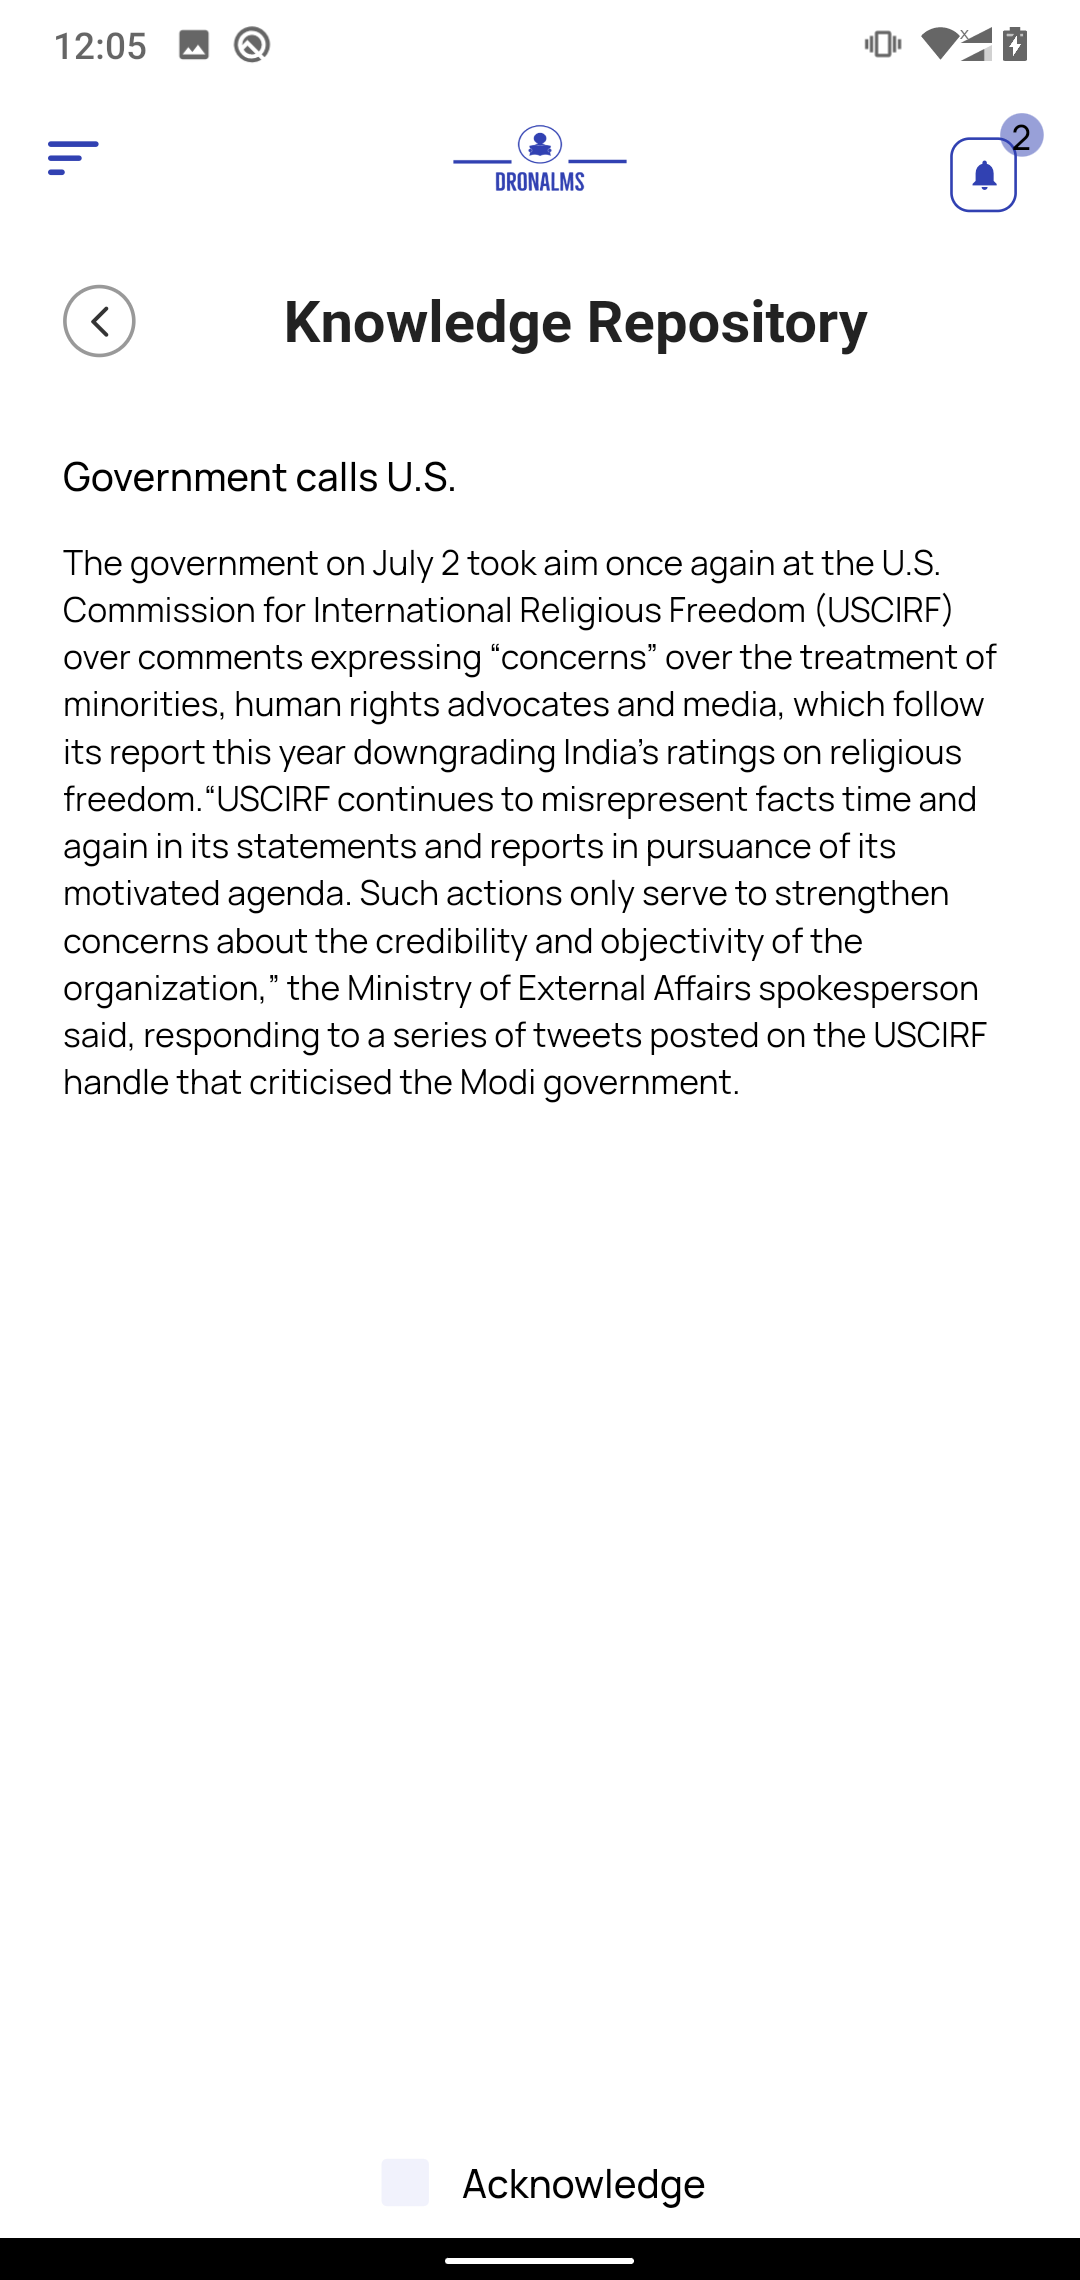 12:05
2
DRONALMS
Knowledge Repository
Government calls U.S.
The government on July 2 took aim once again at the U.S.
Commission for International Religious Freedom (USCIRF)
over comments expressing “concerns” over the treatment of
minorities, human rights advocates and media, which follow
its report this year downgrading India’s ratings on religious
freedom.“USCIRF continues to misrepresent facts time and
again in its statements and reports in pursuance of its
motivated agenda. Such actions only serve to strengthen
concerns about the credibility and objectivity of the
organization,” the Ministry of External Affairs spokesperson
said, responding to a series of tweets posted on the USCIRF
handle that criticised the Modi government.
Acknowledge